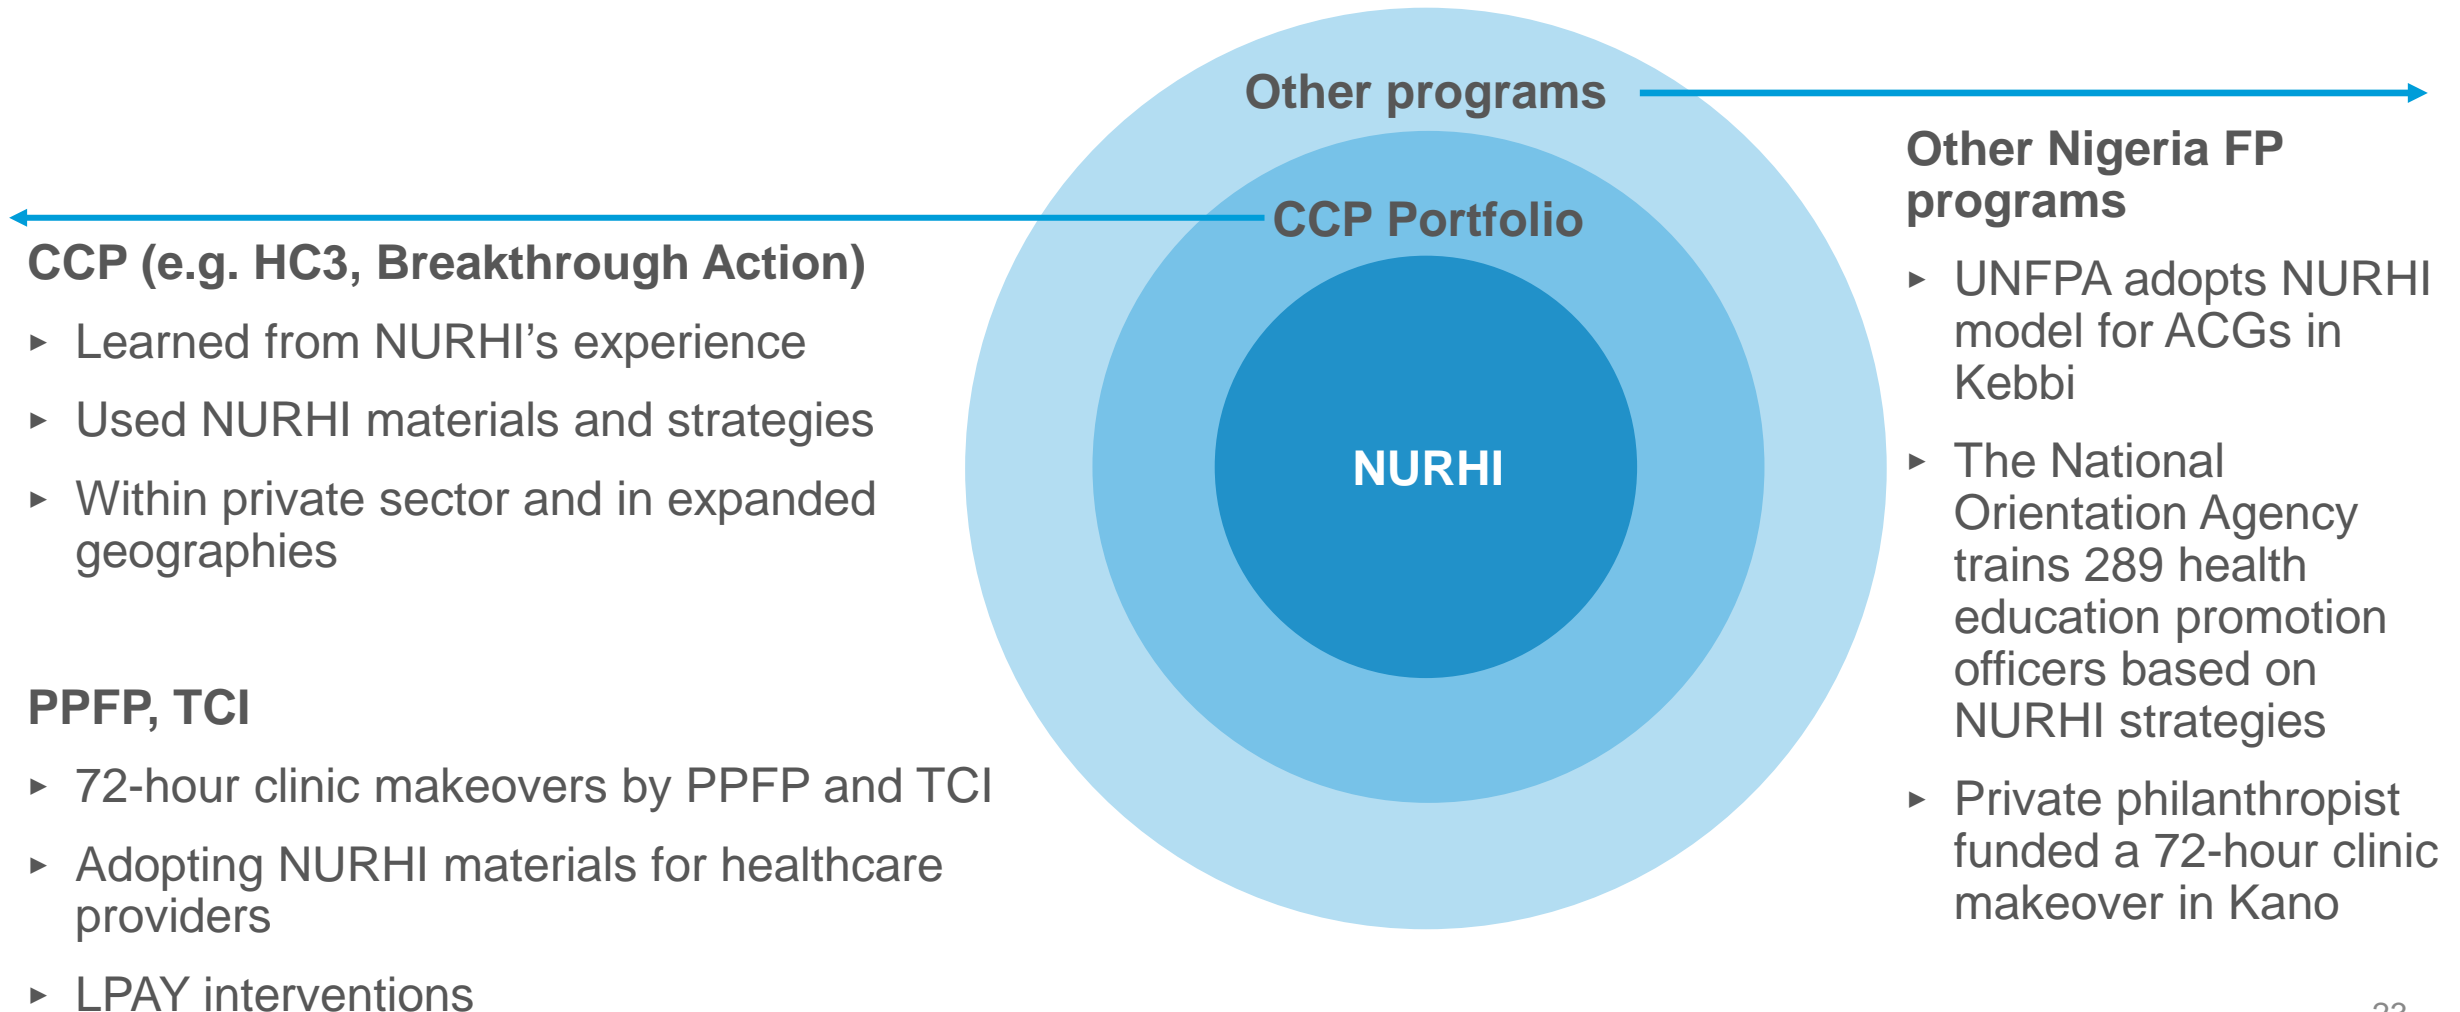 Other programs
CCP Portfolio
NURHI
CCP (e.g. HC3, Breakthrough Action)
▸ Learned from NURHI’s experience
▸ Used NURHI materials and strategies
▸ Within private sector and in expanded
geographies
PPFP, TCI
▸ 72-hour clinic makeovers by PPFP and TCI
▸ Adopting NURHI materials for healthcare
providers
▸ LPAY interventions
Other Nigeria FP
programs
▸ UNFPA adopts NURHI
model for ACGs in
Kebbi
▸ The National
Orientation Agency
trains 289 health
education promotion
officers based on
NURHI strategies
▸ Private philanthropist
funded a 72-hour clinic
makeover in Kano